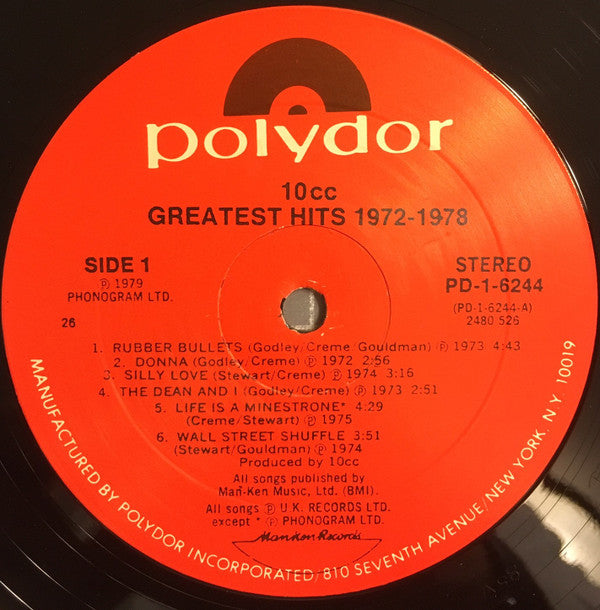 polydor
10cc
GREATEST HITS 1972-1978
SIDE 1
℗ 1979
PHONOGRAM LTD.
26
STEREO
PD-1-6244
(PD-1-6244-A)
2480 526
1. RUBBER BULLETS (Godley/Creme/Gouldman) ℗ 1973 4:43
2. DONNA (Godley/Creme) ℗ 1972 2:56
3. SILLY LOVE (Stewart/Creme) ℗ 1974 3:16
4. THE DEAN AND I (Godley/Creme) ℗ 1973 2:51
5. LIFE IS A MINESTRONE* 4:29
(Creme/Stewart) ℗ 1975
6. WALL STREET SHUFFLE 3:51
(Stewart/Gouldman) ℗ 1974
Produced by 10cc
All songs published by
Man-Ken Music, Ltd. (BMI).
All songs ℗ U.K. RECORDS LTD.
except * ℗ PHONOGRAM LTD.
Man-Ken Records
MANUFACTURED BY POLYDOR INCORPORATED/810 SEVENTH AVENUE/NEW YORK, N.Y. 10019